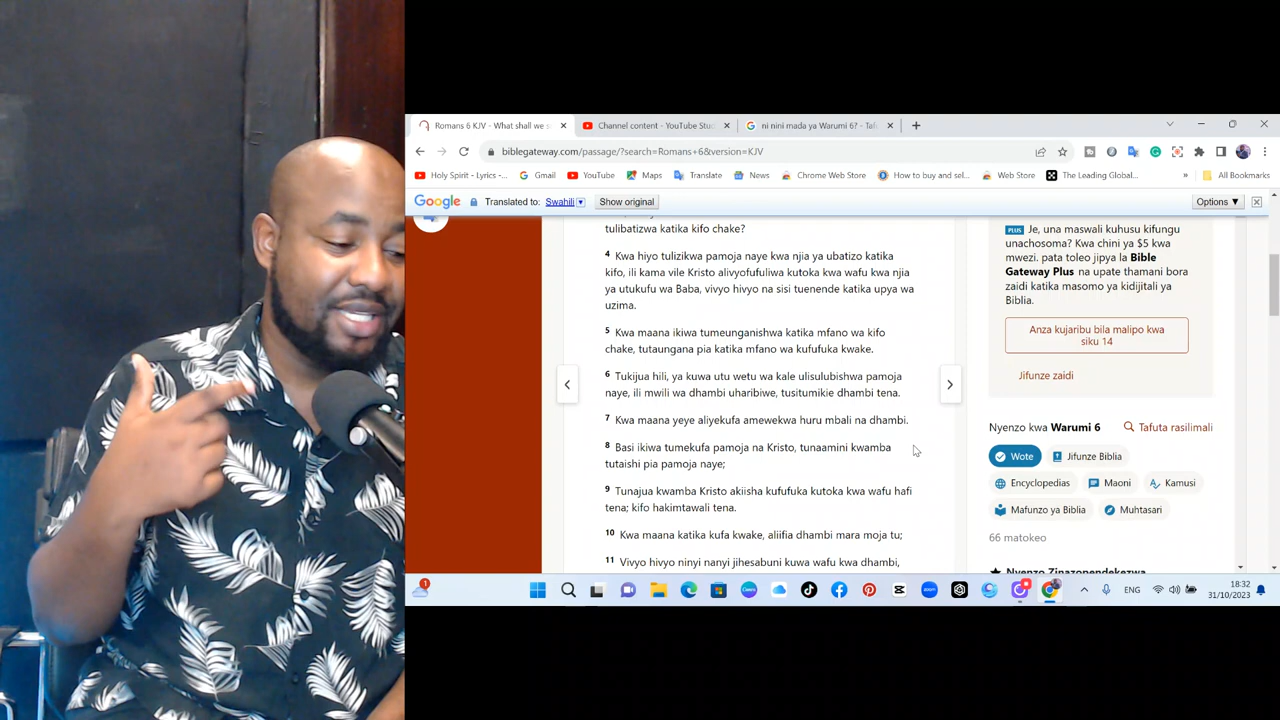 Romans 6 KJV - What shall we s
Channel content - YouTube Stud
ni nini mada ya Warumi 6? - Taf
biblegateway.com/passage/?search=Romans+6&version=KJV
Holy Spirit - Lyrics -...
Gmail
YouTube
Maps
Translate
News
Chrome Web Store
How to buy and sel...
Web Store
The Leading Global...
»
All Bookmarks
Google
Translated to: Swahili
Show original
Options ▼
tulibatizwa katika kifo chake?
4 Kwa hiyo tulizikwa pamoja naye kwa njia ya ubatizo katika
kifo, ili kama vile Kristo alivyofufuliwa kutoka kwa wafu kwa njia
ya utukufu wa Baba, vivyo hivyo na sisi tuenende katika upya wa
uzima.
5 Kwa maana ikiwa tumeunganishwa katika mfano wa kifo
chake, tutaungana pia katika mfano wa kufufuka kwake.
6 Tukijua hili, ya kuwa utu wetu wa kale ulisulubishwa pamoja
naye, ili mwili wa dhambi uharibiwe, tusitumikie dhambi tena.
7 Kwa maana yeye aliyekufa amewekwa huru mbali na dhambi.
8 Basi ikiwa tumekufa pamoja na Kristo, tunaamini kwamba
tutaishi pia pamoja naye;
9 Tunajua kwamba Kristo akiisha kufufuka kutoka kwa wafu hafi
tena; kifo hakimtawali tena.
10 Kwa maana katika kufa kwake, aliifia dhambi mara moja tu;
11 Vivyo hivyo ninyi nanyi jihesabuni kuwa wafu kwa dhambi,
PLUS Je, una maswali kuhusu kifungu
unachosoma? Kwa chini ya $5 kwa
mwezi. pata toleo jipya la Bible
Gateway Plus na upate thamani bora
zaidi katika masomo ya kidijitali ya
Biblia.
Anza kujaribu bila malipo kwa
siku 14
Jifunze zaidi
Nyenzo kwa Warumi 6
Tafuta rasilimali
Wote
Jifunze Biblia
Encyclopedias
Maoni
Kamusi
Mafunzo ya Biblia
Muhtasari
66 matokeo
Nyenzo Zinazopendekezwa
1
ENG
18:32
31/10/2023